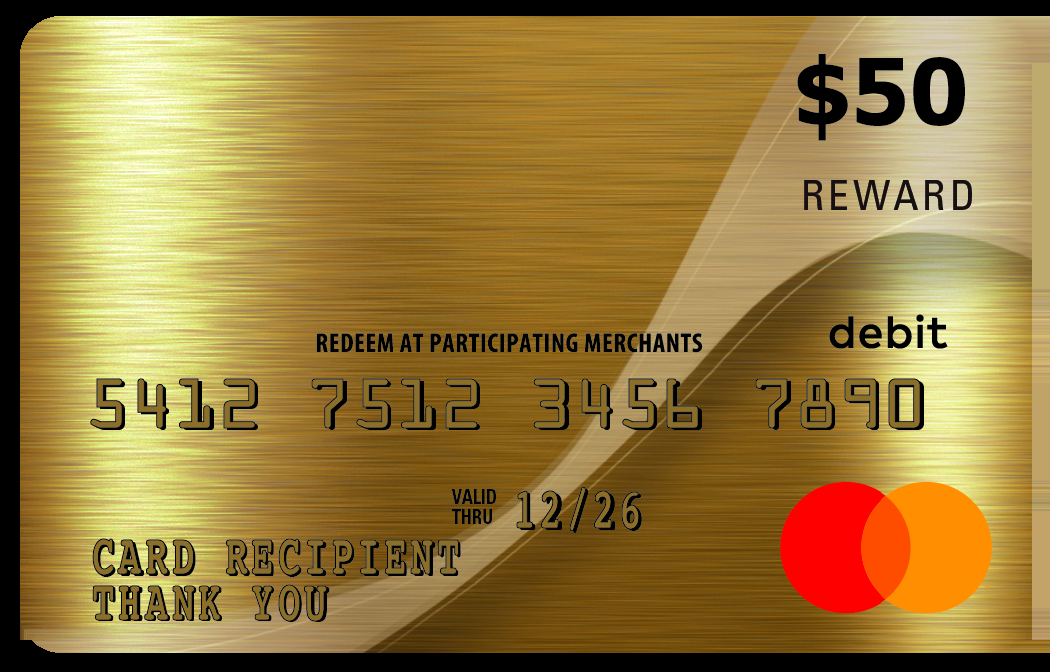 $50
REWARD
debit
REDEEM AT PARTICIPATING MERCHANTS
5412 7512 3456 7890
VALID THRU 12/26
CARD RECIPIENT
THANK YOU